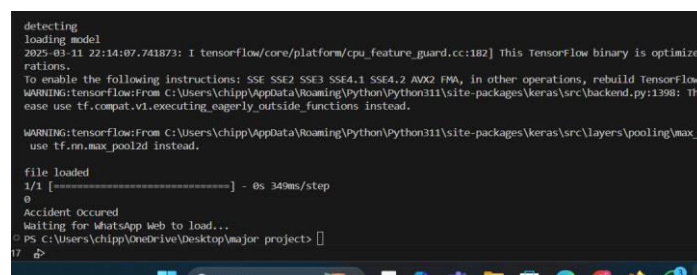 detecting
loading model
2025-03-11 22:14:07.741873: I tensorflow/core/platform/cpu_feature_guard.cc:182] This TensorFlow binary is optimize
rations.
To enable the following instructions: SSE SSE2 SSE3 SSE4.1 SSE4.2 AVX2 FMA, in other operations, rebuild TensorFlow
WARNING:tensorflow:From C:\Users\chipp\AppData\Roaming\Python\Python311\site-packages\keras\src\backend.py:1398: Th
ease use tf.compat.v1.executing_eagerly_outside_functions instead.
WARNING:tensorflow:From C:\Users\chipp\AppData\Roaming\Python\Python311\site-packages\keras\src\layers\pooling\max_
use tf.nn.max_pool2d instead.
file loaded
1/1 [==============================] - 0s 349ms/step
0
Accident Occured
Waiting for WhatsApp Web to load...
PS C:\Users\chipp\OneDrive\Desktop\major project>
17